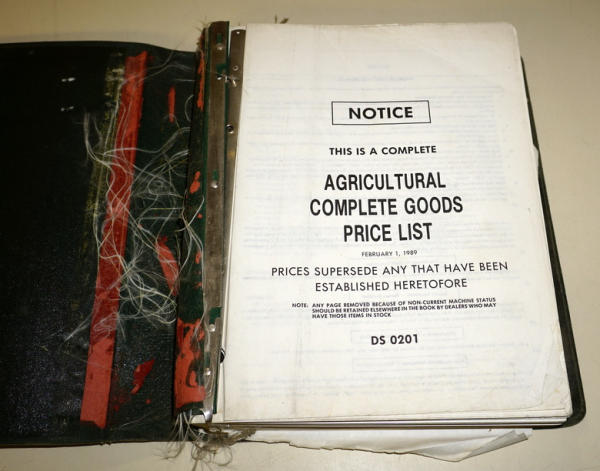 NOTICE
THIS IS A COMPLETE
AGRICULTURAL
COMPLETE GOODS
PRICE LIST
FEBRUARY 1, 1989
PRICES SUPERSEDE ANY THAT HAVE BEEN
ESTABLISHED HERETOFORE
NOTE: ANY PAGE REMOVED BECAUSE OF NON-CURRENT MACHINE STATUS
SHOULD BE RETAINED ELSEWHERE IN THE BOOK BY DEALERS WHO MAY
HAVE THOSE ITEMS IN STOCK
DS 0201